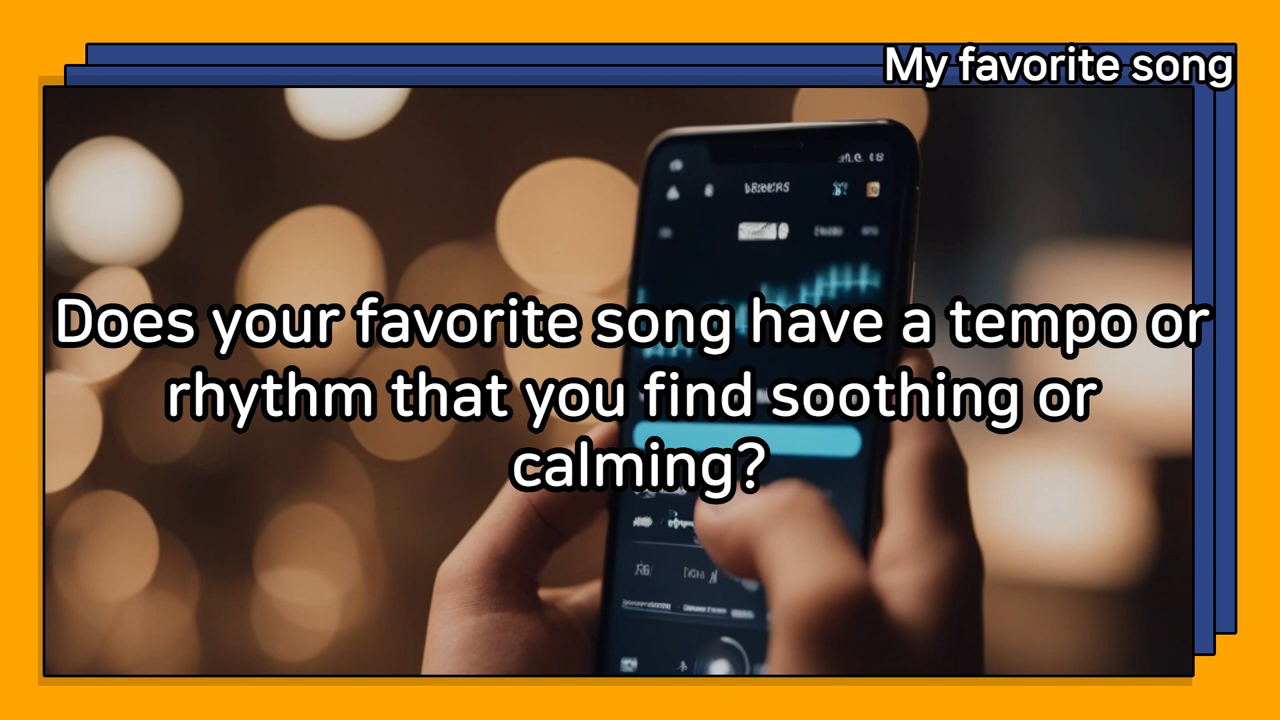 My favorite song
Does your favorite song have a tempo or
rhythm that you find soothing or
calming?